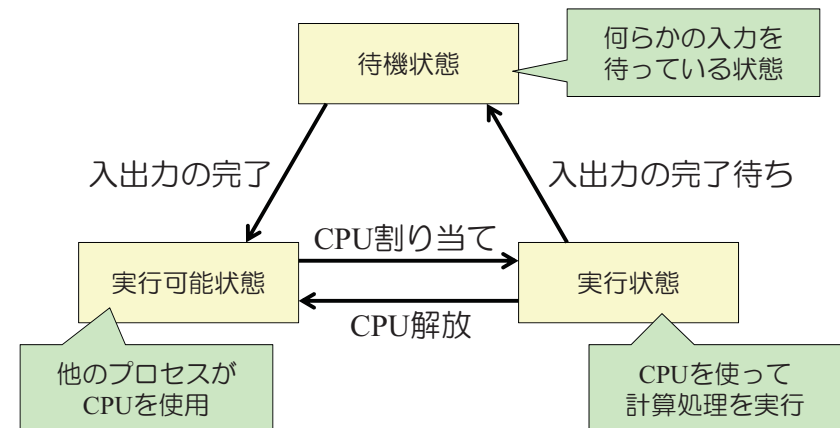 待機状態
何らかの入力を
待っている状態
入出力の完了
入出力の完了待ち
CPU割り当て
実行可能状態
実行状態
CPU解放
他のプロセスが
CPUを使用
CPUを使って
計算処理を実行